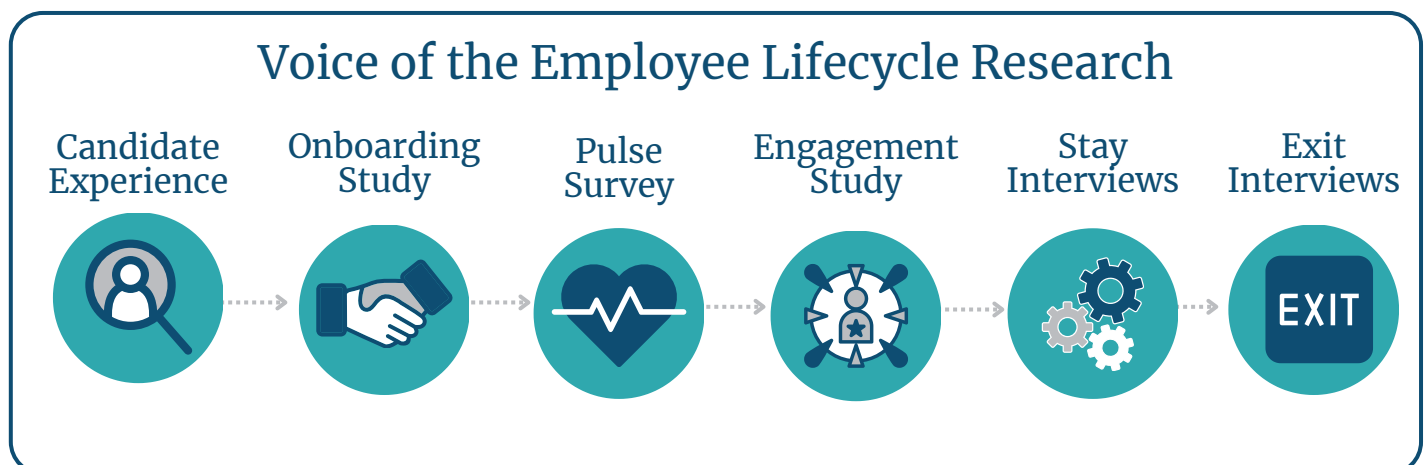 Voice of the Employee Lifecycle Research
Candidate
Experience
Onboarding
Study
Pulse
Survey
Engagement
Study
Stay
Interviews
Exit
Interviews
EXIT